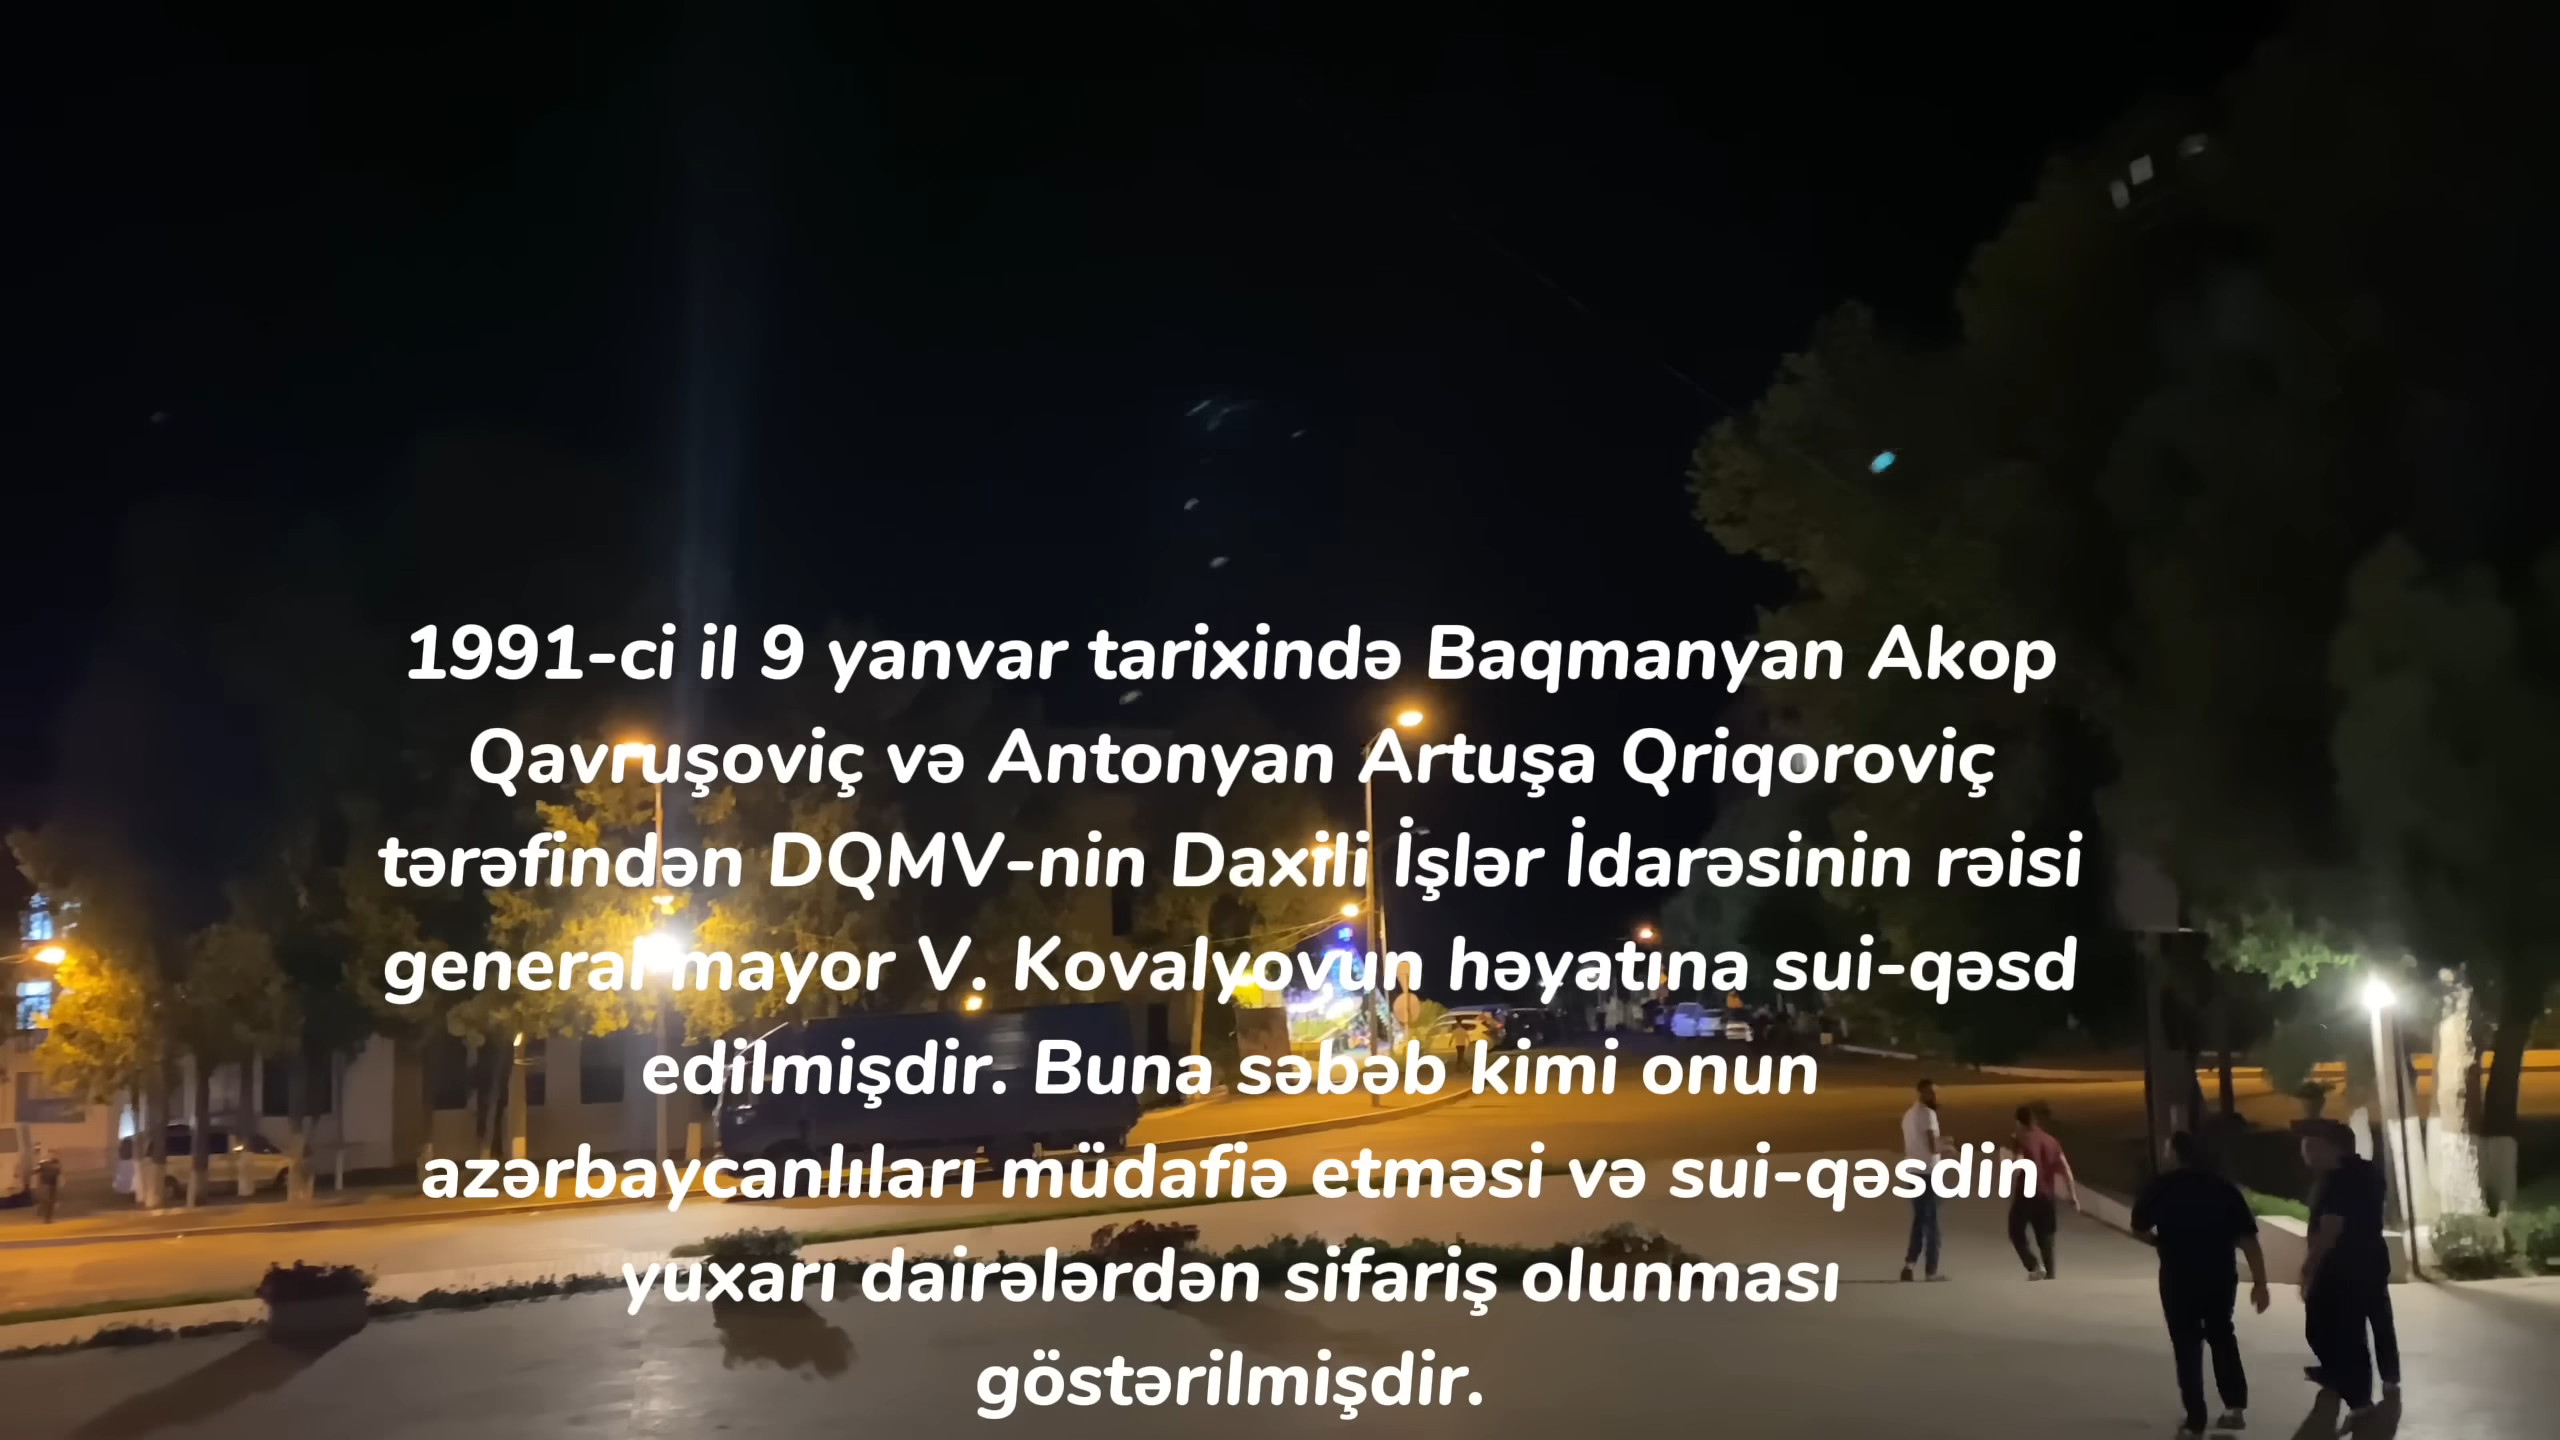 1991-ci il 9 yanvar tarixində Baqmanyan Akop
Qavruşoviç və Antonyan Artuşa Qriqoroviç
tərəfindən DQMV-nin Daxili İşlər İdarəsinin rəisi
general mayor V. Kovalyovun həyatına sui-qəsd
edilmişdir. Buna səbəb kimi onun
azərbaycanlıları müdafiə etməsi və sui-qəsdin
yuxarı dairələrdən sifariş olunması
göstərilmişdir.